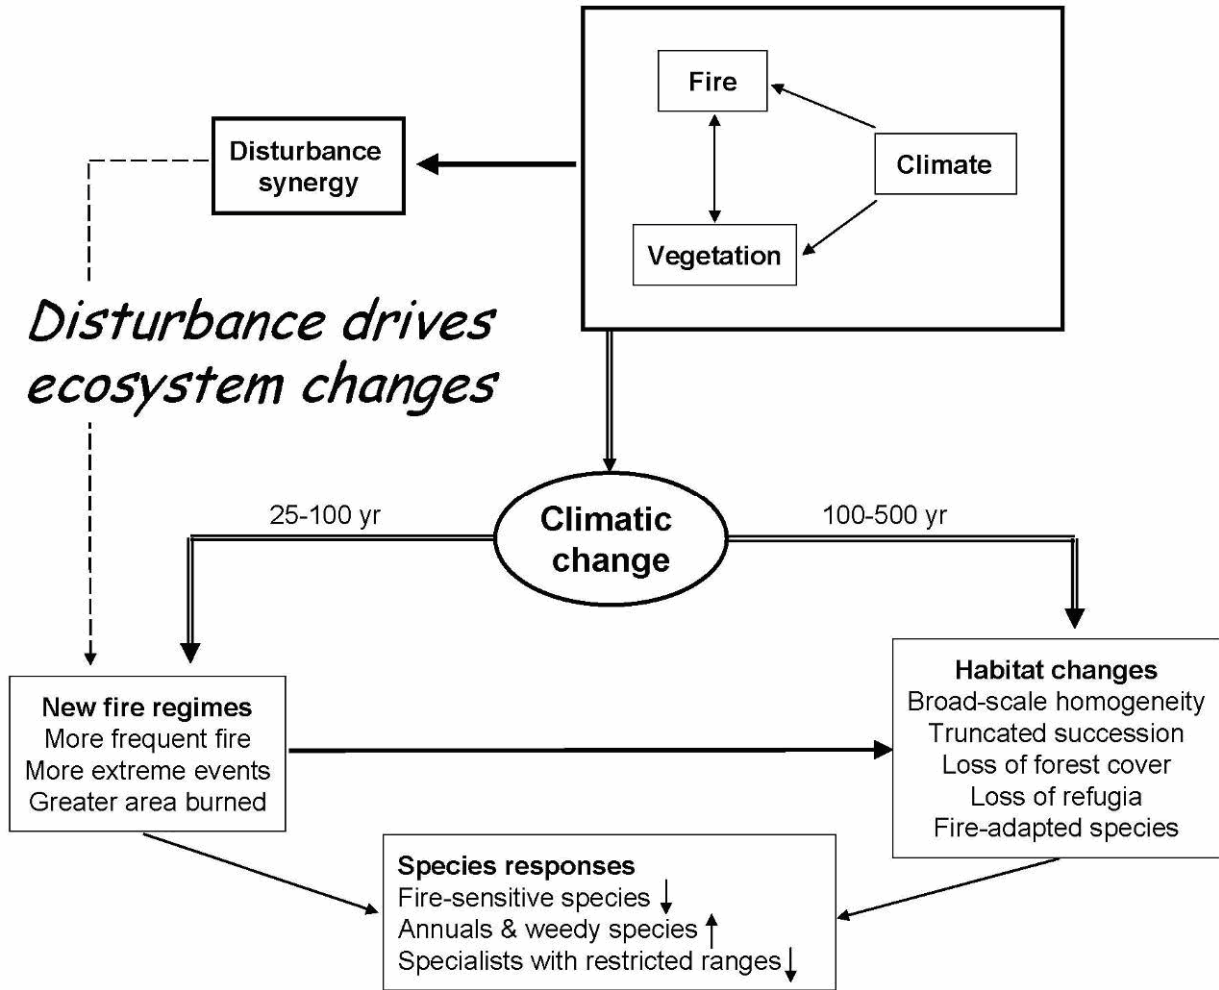 Fire
Climate
Vegetation
Disturbance
synergy
Disturbance drives
ecosystem changes
25-100 yr
Climatic
change
100-500 yr
New fire regimes
More frequent fire
More extreme events
Greater area burned
Habitat changes
Broad-scale homogeneity
Truncated succession
Loss of forest cover
Loss of refugia
Fire-adapted species
Species responses
Fire-sensitive species ↓
Annuals & weedy species ↑
Specialists with restricted ranges ↓